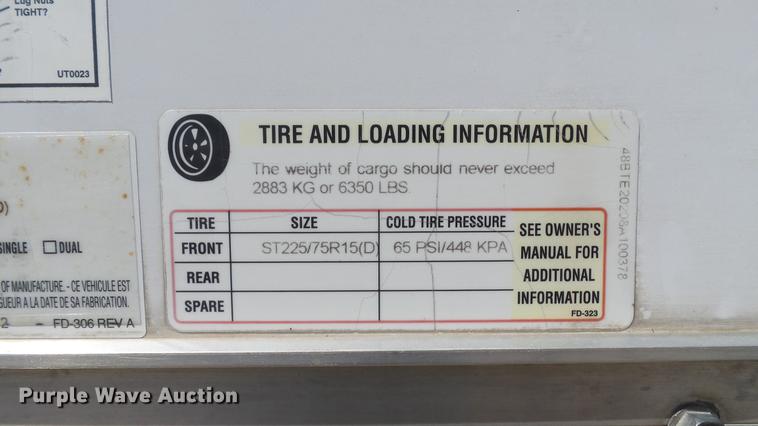 Lug Nuts
TIGHT?
UT0023
SINGLE ☐ DUAL
OF MANUFACTURE. - CE VEHICULE EST
GUEUR A LA DATE DE SA FABRICATION.
2 - FD-306 REV A
TIRE AND LOADING INFORMATION
The weight of cargo should never exceed
2883 KG or 6350 LBS
TIRE SIZE COLD TIRE PRESSURE
FRONT ST225/75R15(D) 65 PSI/448 KPA
REAR
SPARE
SEE OWNER'S
MANUAL FOR
ADDITIONAL
INFORMATION
FD-323
Purple Wave Auction